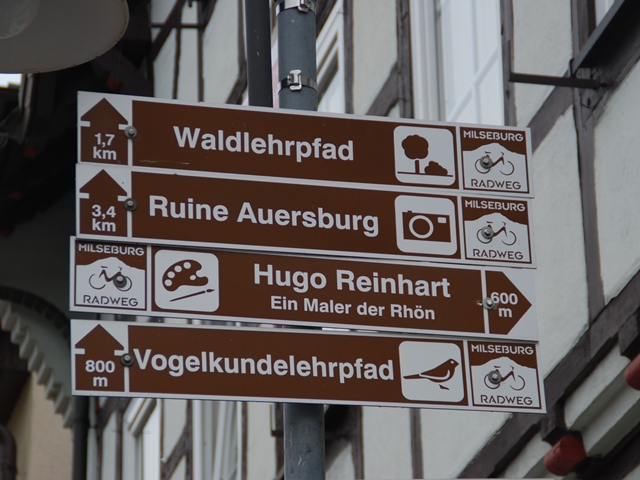 1,7 km
Waldlehrpfad
MILSEBURG
RADWEG
3,4 km
Ruine Auersburg
MILSEBURG
RADWEG
MILSEBURG
RADWEG
Hugo Reinhart
Ein Maler der Rhön
600 m
800 m
Vogelkundelehrpfad
MILSEBURG
RADWEG